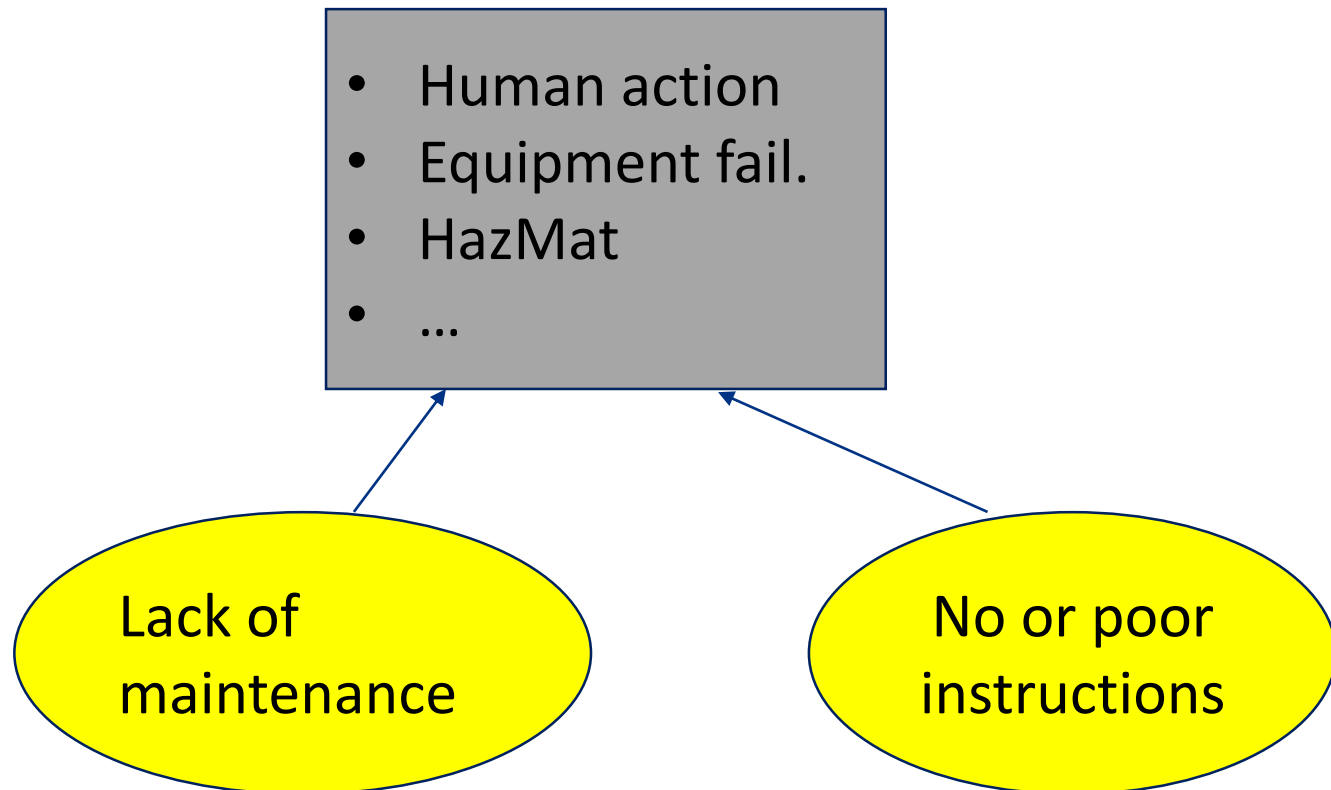 • Human action
• Equipment fail.
• HazMat
• …
Lack of
maintenance
No or poor
instructions